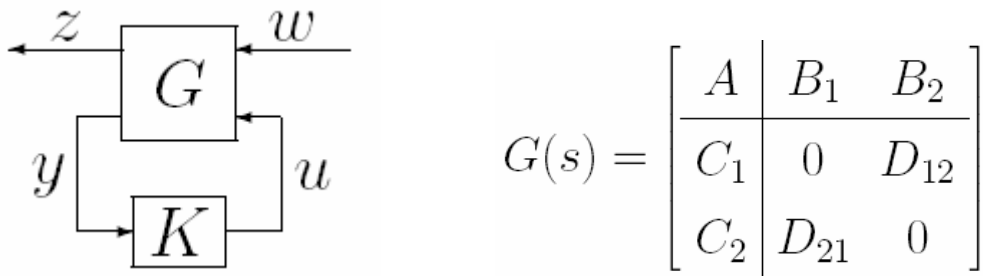 z w
G
y u
K
G(s) = [ A | B₁ B₂
C₁ | 0 D₁₂
C₂ | D₂₁ 0 ]